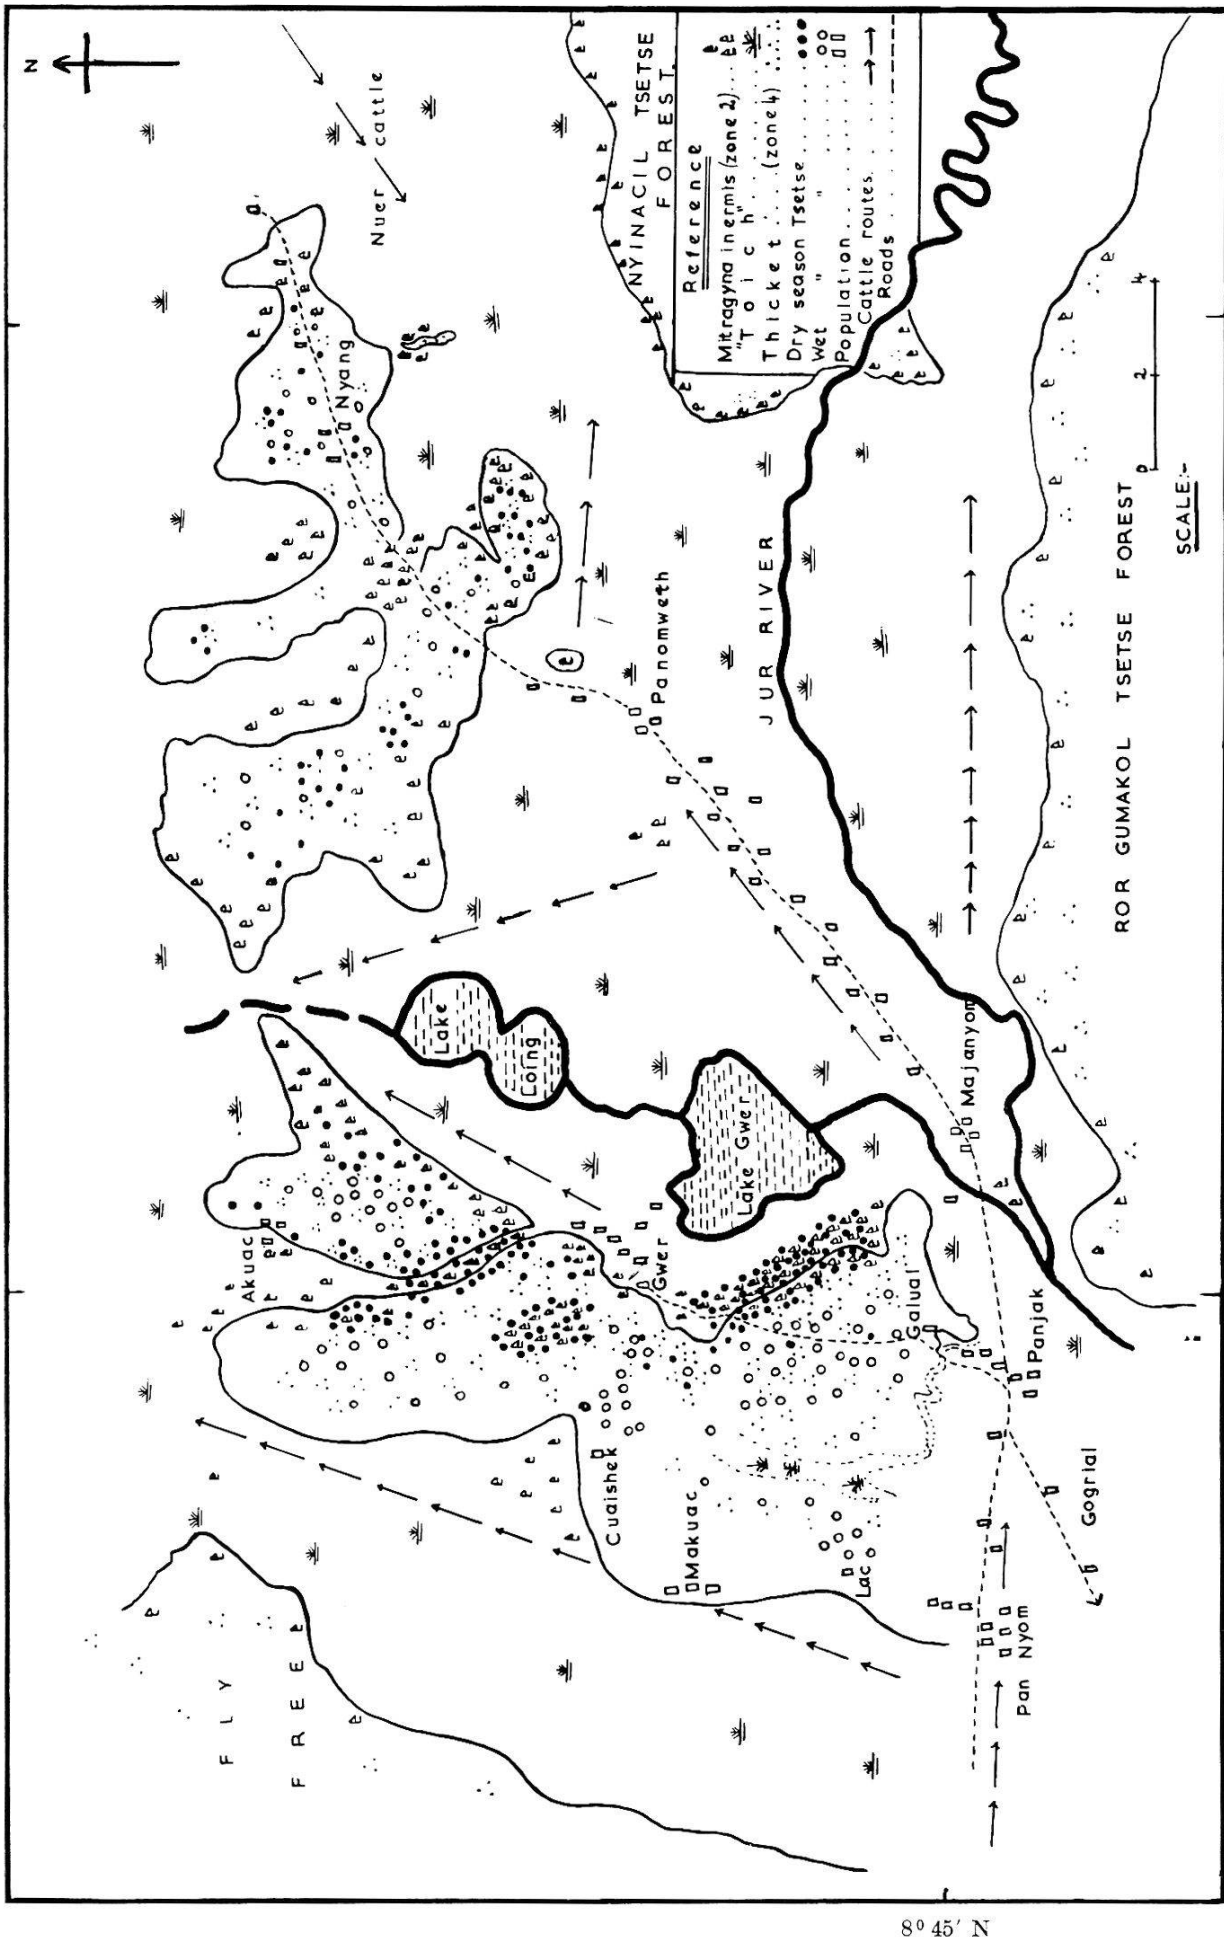 N
Nuer cattle
NYINACIL TSETSE
FOREST.
Reference
Mitragyna inermis (zone 2)....
"T o i c h"........
Thicket.... (zone 4)....
Dry season Tsetse......
Wet " "......
Population..........
Cattle routes......
Roads............
Nyang
Panomweth
JUR RIVER
Lake
Coing
Lake Gwer
Majanyom
ROR GUMAKOL TSETSE FOREST
SCALE:-
0 2 4
Akuac
Gwer
Galual
Panjak
Cuaishek
Makuac
Lac
Gogrial
Pan Nyom
FLY
FREE
8° 45' N